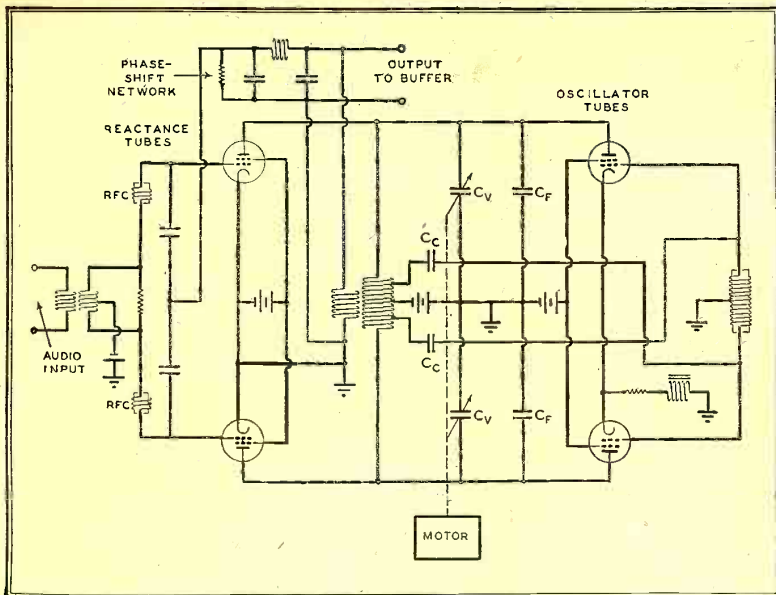 PHASE-
SHIFT
NETWORK
OUTPUT
TO BUFFER
OSCILLATOR
TUBES
REACTANCE
TUBES
RFC
CV
CF
CC
AUDIO
INPUT
CC
RFC
CV
CF
MOTOR